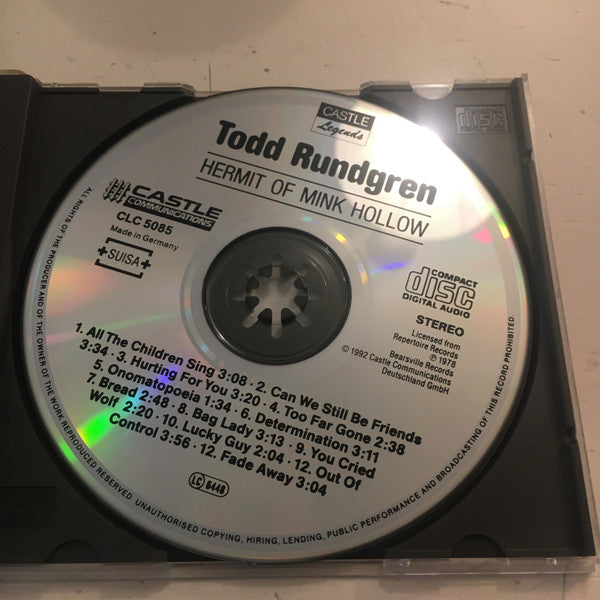 CASTLE
Legends
Todd Rundgren
HERMIT OF MINK HOLLOW
CASTLE
COMMUNICATIONS
CLC 5085
Made in Germany
SUISA
COMPACT
disc
DIGITAL AUDIO
STEREO
Licensed from
Repertoire Records
℗ 1978
Bearsville Records
© 1992 Castle Communications
Deutschland GmbH
1. All The Children Sing 3:08 · 2. Can We Still Be Friends
3:34 · 3. Hurting For You 3:20 · 4. Too Far Gone 2:38
5. Onomatopoeia 1:34 · 6. Determination 3:11
7. Bread 2:48 · 8. Bag Lady 3:13 · 9. You Cried
Wolf 2:20 · 10. Lucky Guy 2:04 · 12. Out Of
Control 3:56 · 12. Fade Away 3:04
LC 6448
ALL RIGHTS OF THE PRODUCER AND OF THE OWNER OF THE WORK REPRODUCED RESERVED. UNAUTHORISED COPYING, HIRING, LENDING, PUBLIC PERFORMANCE AND BROADCASTING OF THIS RECORD PROHIBITED
COMPACT
disc
DIGITAL AUDIO